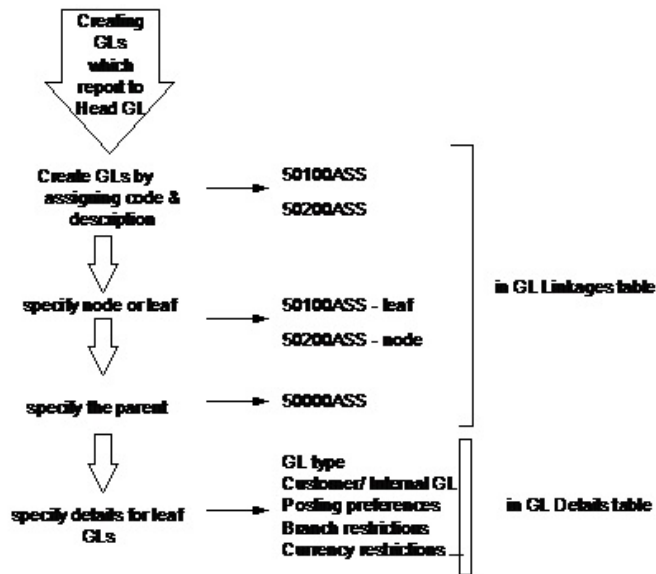 Creating
GLs
which
report to
Head GL
Create GLs by
assigning code &
description
50100ASS
50200ASS
in GL Linkages table
specify node or leaf
50100ASS - leaf
50200ASS - node
specify the parent
50000ASS
specify details for leaf
GLs
GL type
Customer/ Internal GL
Posting preferences
Branch restrictions
Currency restrictions
in GL Details table